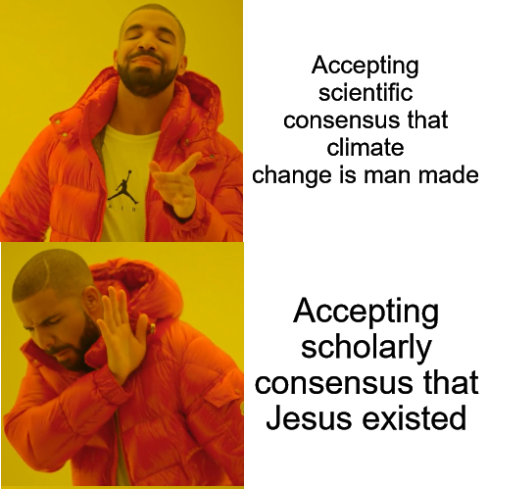 Accepting
scientific
consensus that
climate
change is man made
Accepting
scholarly
consensus that
Jesus existed